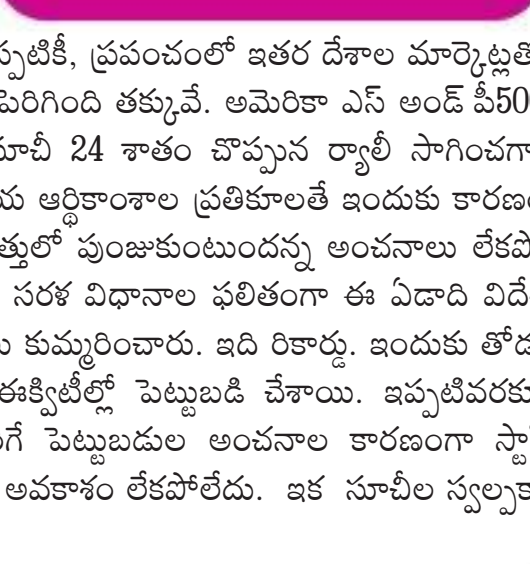 ప్పటికీ, ప్రపంచంలో ఇతర దేశాల మార్కెట్లతో
పెరిగింది తక్కువే. అమెరికా ఎస్ అండ్ పీ50
సూచీ 24 శాతం చొప్పున ర్యాలీ సాగించగా
య ఆర్థికాంశాల ప్రతికూలతే ఇందుకు కారణం
త్తులో పుంజుకుంటుందన్న అంచనాలు లేకపో
సరళ విధానాల ఫలితంగా ఈ ఏడాది విదే
కుమ్మరించారు. ఇది రికార్డు. ఇందుకు తోడ
ఈక్విటీల్లో పెట్టుబడి చేశాయి. ఇప్పటివరకు
గే పెట్టుబడుల అంచనాల కారణంగా స్టా
అవకాశం లేకపోలేదు. ఇక సూచీల స్వల్పకా